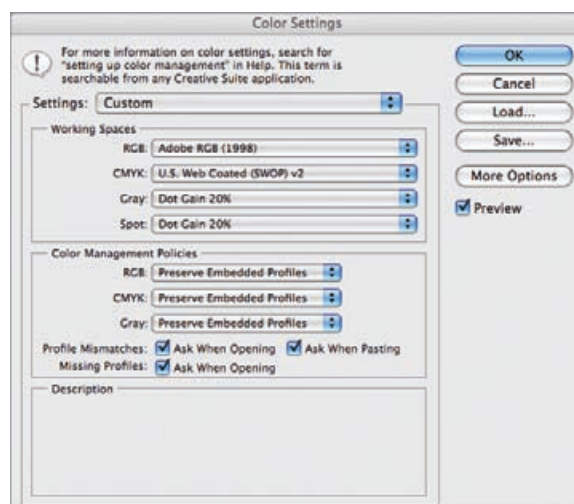 Color Settings
For more information on color settings, search for
"setting up color management" in Help. This term is
searchable from any Creative Suite application.
Settings: Custom
Working Spaces
RGB: Adobe RGB (1998)
CMYK: U.S. Web Coated (SWOP) v2
Gray: Dot Gain 20%
Spot: Dot Gain 20%
Color Management Policies
RGB: Preserve Embedded Profiles
CMYK: Preserve Embedded Profiles
Gray: Preserve Embedded Profiles
Profile Mismatches: Ask When Opening Ask When Pasting
Missing Profiles: Ask When Opening
Description
OK
Cancel
Load...
Save...
More Options
Preview